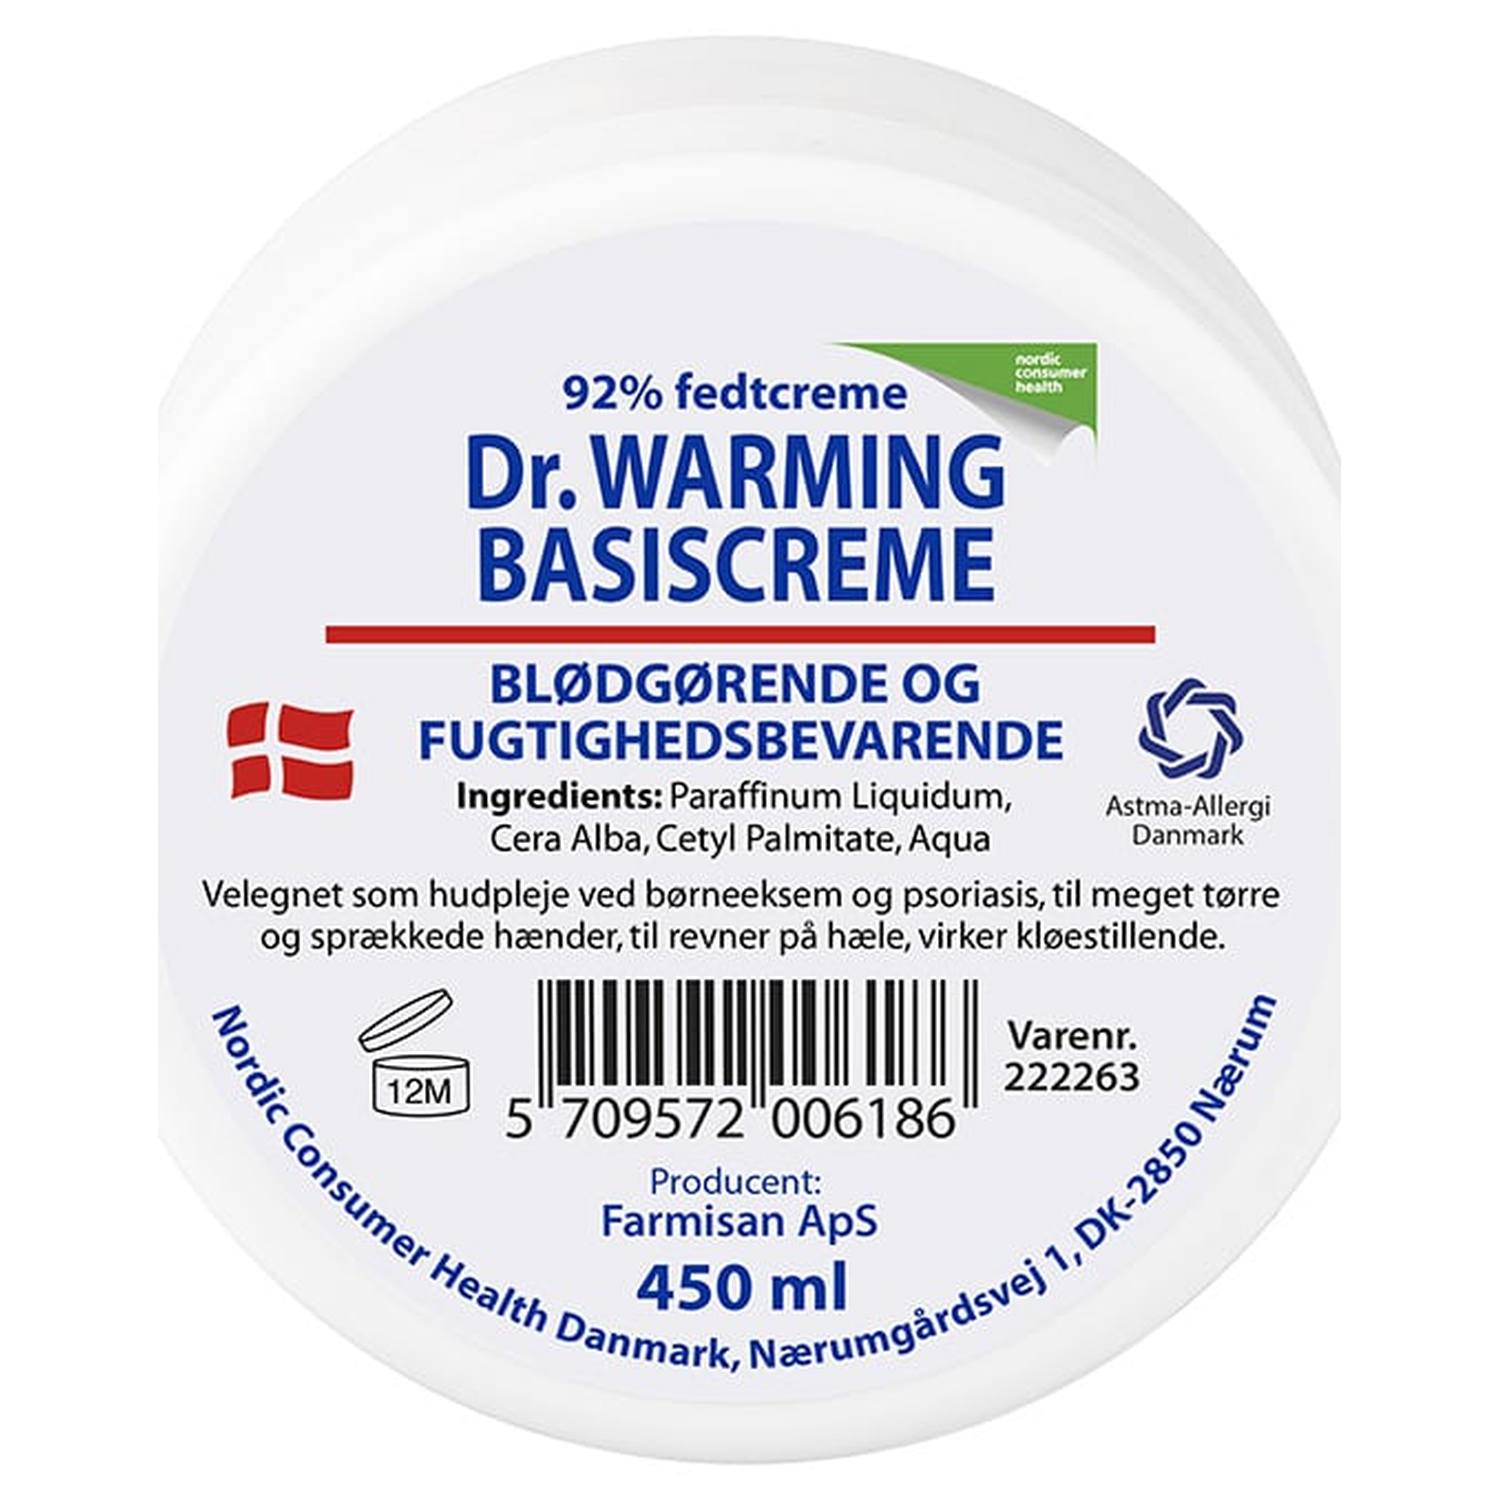 nordic
consumer
health
92% fedtcreme
Dr. WARMING
BASISCREME
BLØDGØRENDE OG
FUGTIGHEDSBEVARENDE
Ingredients: Paraffinum Liquidum,
Cera Alba, Cetyl Palmitate, Aqua
Astma-Allergi
Danmark
Velegnet som hudpleje ved børneeksem og psoriasis, til meget tørre
og sprækkede hænder, til revner på hæle, virker kløestillende.
12M
5 709572 006186
Varenr.
222263
Producent:
Farmisan ApS
450 ml
Nordic Consumer Health Danmark, Nærumgårdsvej 1, DK-2850 Nærum